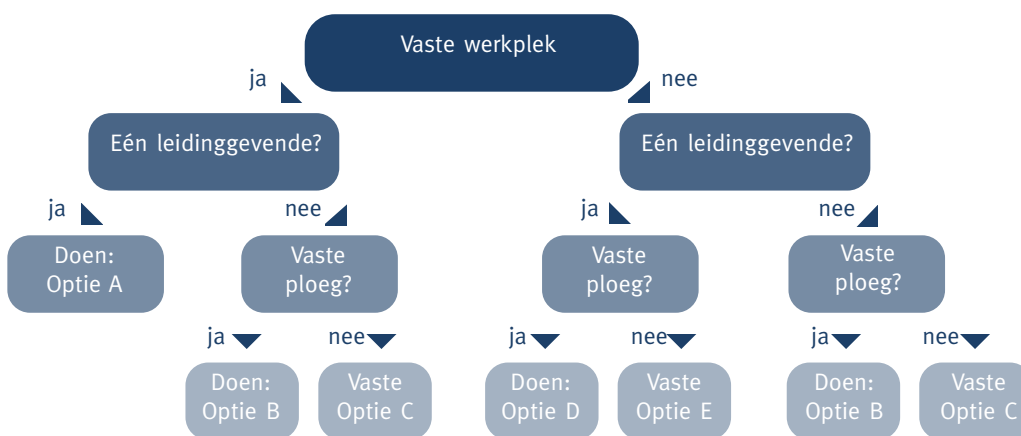 Vaste werkplek
ja
nee
Eén leidinggevende?
Eén leidinggevende?
ja
nee
ja
nee
Doen:
Optie A
Vaste
ploeg?
Vaste
ploeg?
Vaste
ploeg?
ja
nee
ja
nee
ja
nee
Doen:
Optie B
Vaste
Optie C
Doen:
Optie D
Vaste
Optie E
Doen:
Optie B
Vaste
Optie C